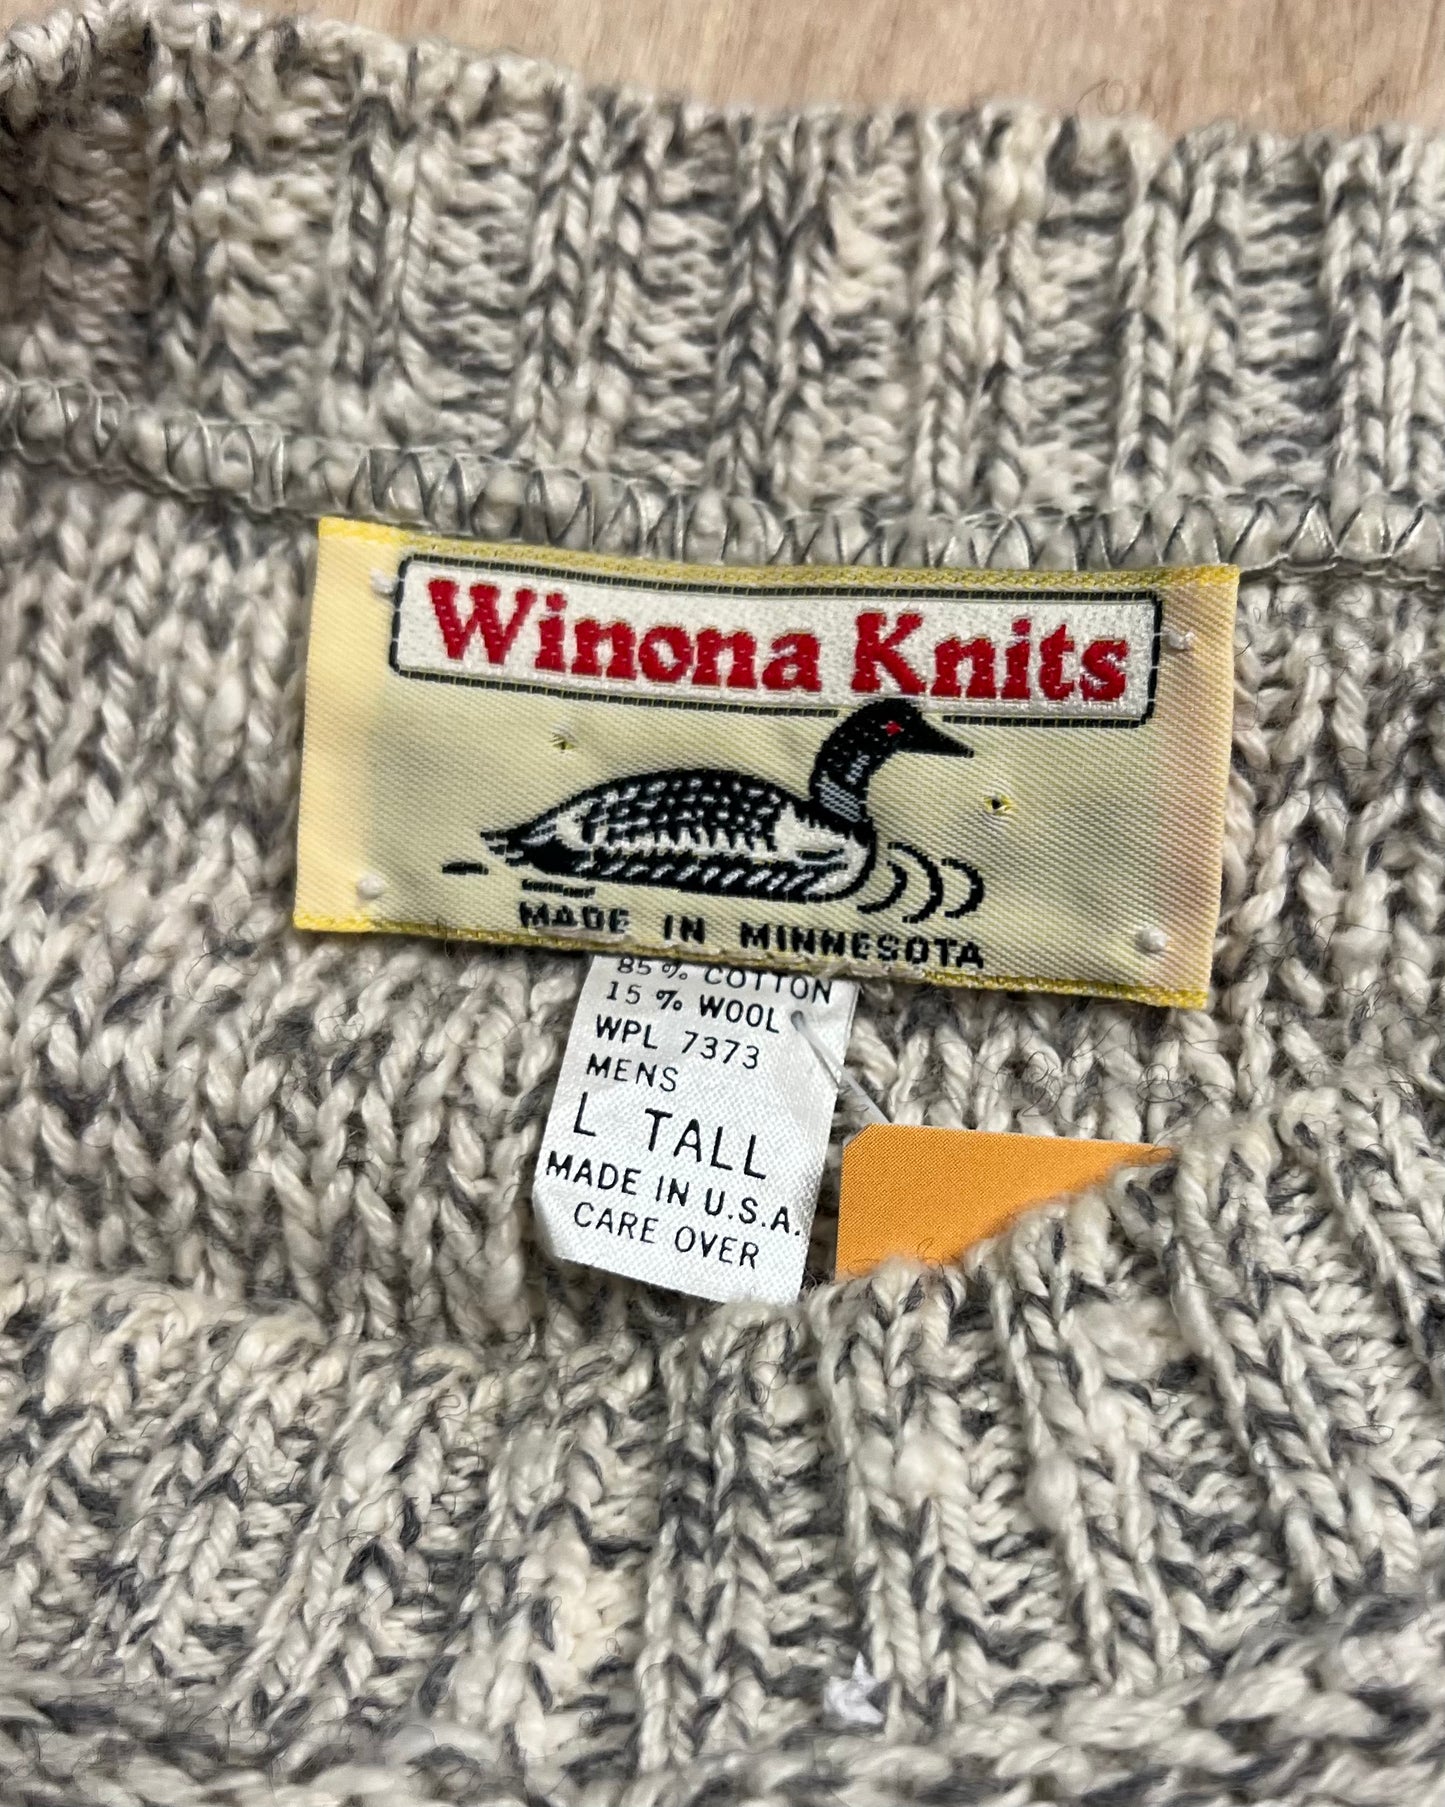 Winona Knits
MADE IN MINNESOTA
85% COTTON
15% WOOL
WPL 7373
MENS
L TALL
MADE IN U.S.A.
CARE OVER